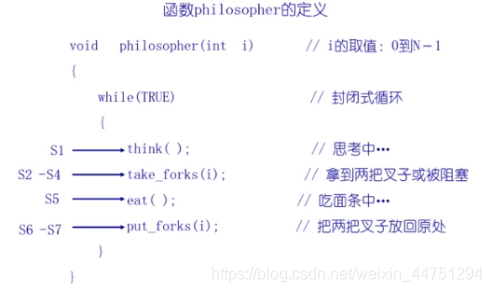 函数philosopher的定义
void philosopher(int i) // i的取值：0到N－1
{
while(TRUE) // 封闭式循环
{
S1 think( ); // 思考中…
S2 -S4 take_forks(i); // 拿到两把叉子或被阻塞
S5 eat( ); // 吃面条中…
S6 -S7 put_forks(i); // 把两把叉子放回原处
}
}
https://blog.csdn.net/weixin_44751294